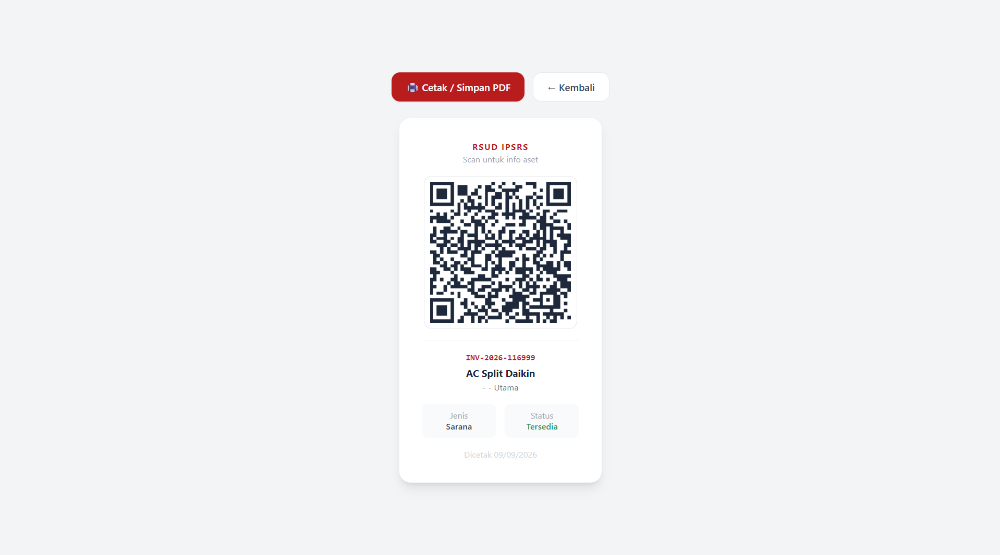 Cetak / Simpan PDF
← Kembali
RSUD IPSRS
Scan untuk info aset
INV-2026-116999
AC Split Daikin
- - Utama
Jenis
Sarana
Status
Tersedia
Dicetak 09/09/2026